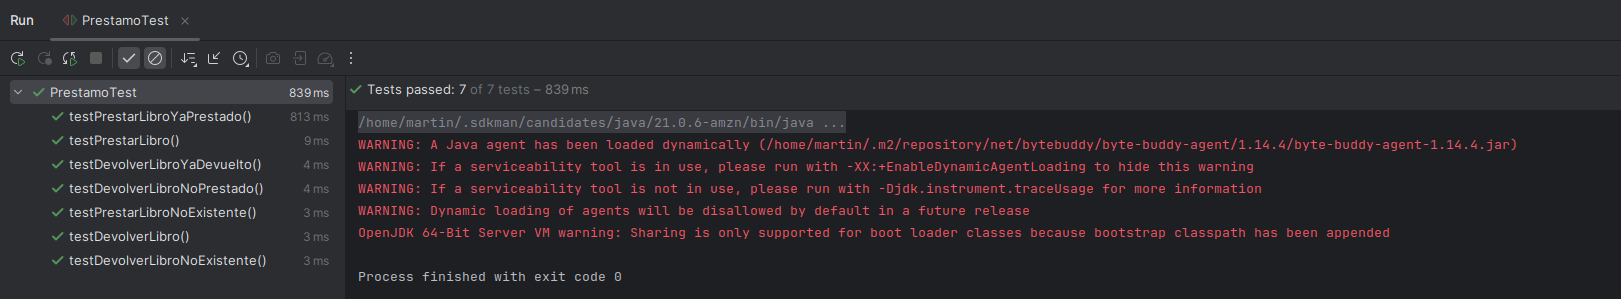 Run PrestamoTest
PrestamoTest 839 ms
testPrestarLibroYaPrestado() 813 ms
testPrestarLibro() 9 ms
testDevolverLibroYaDevuelto() 4 ms
testDevolverLibroNoPrestado() 4 ms
testPrestarLibroNoExistente() 3 ms
testDevolverLibro() 3 ms
testDevolverLibroNoExistente() 3 ms
Tests passed: 7 of 7 tests – 839 ms
/home/martin/.sdkman/candidates/java/21.0.6-amzn/bin/java ...
WARNING: A Java agent has been loaded dynamically (/home/martin/.m2/repository/net/bytebuddy/byte-buddy-agent/1.14.4/byte-buddy-agent-1.14.4.jar)
WARNING: If a serviceability tool is in use, please run with -XX:+EnableDynamicAgentLoading to hide this warning
WARNING: If a serviceability tool is not in use, please run with -Djdk.instrument.traceUsage for more information
WARNING: Dynamic loading of agents will be disallowed by default in a future release
OpenJDK 64-Bit Server VM warning: Sharing is only supported for boot loader classes because bootstrap classpath has been appended
Process finished with exit code 0